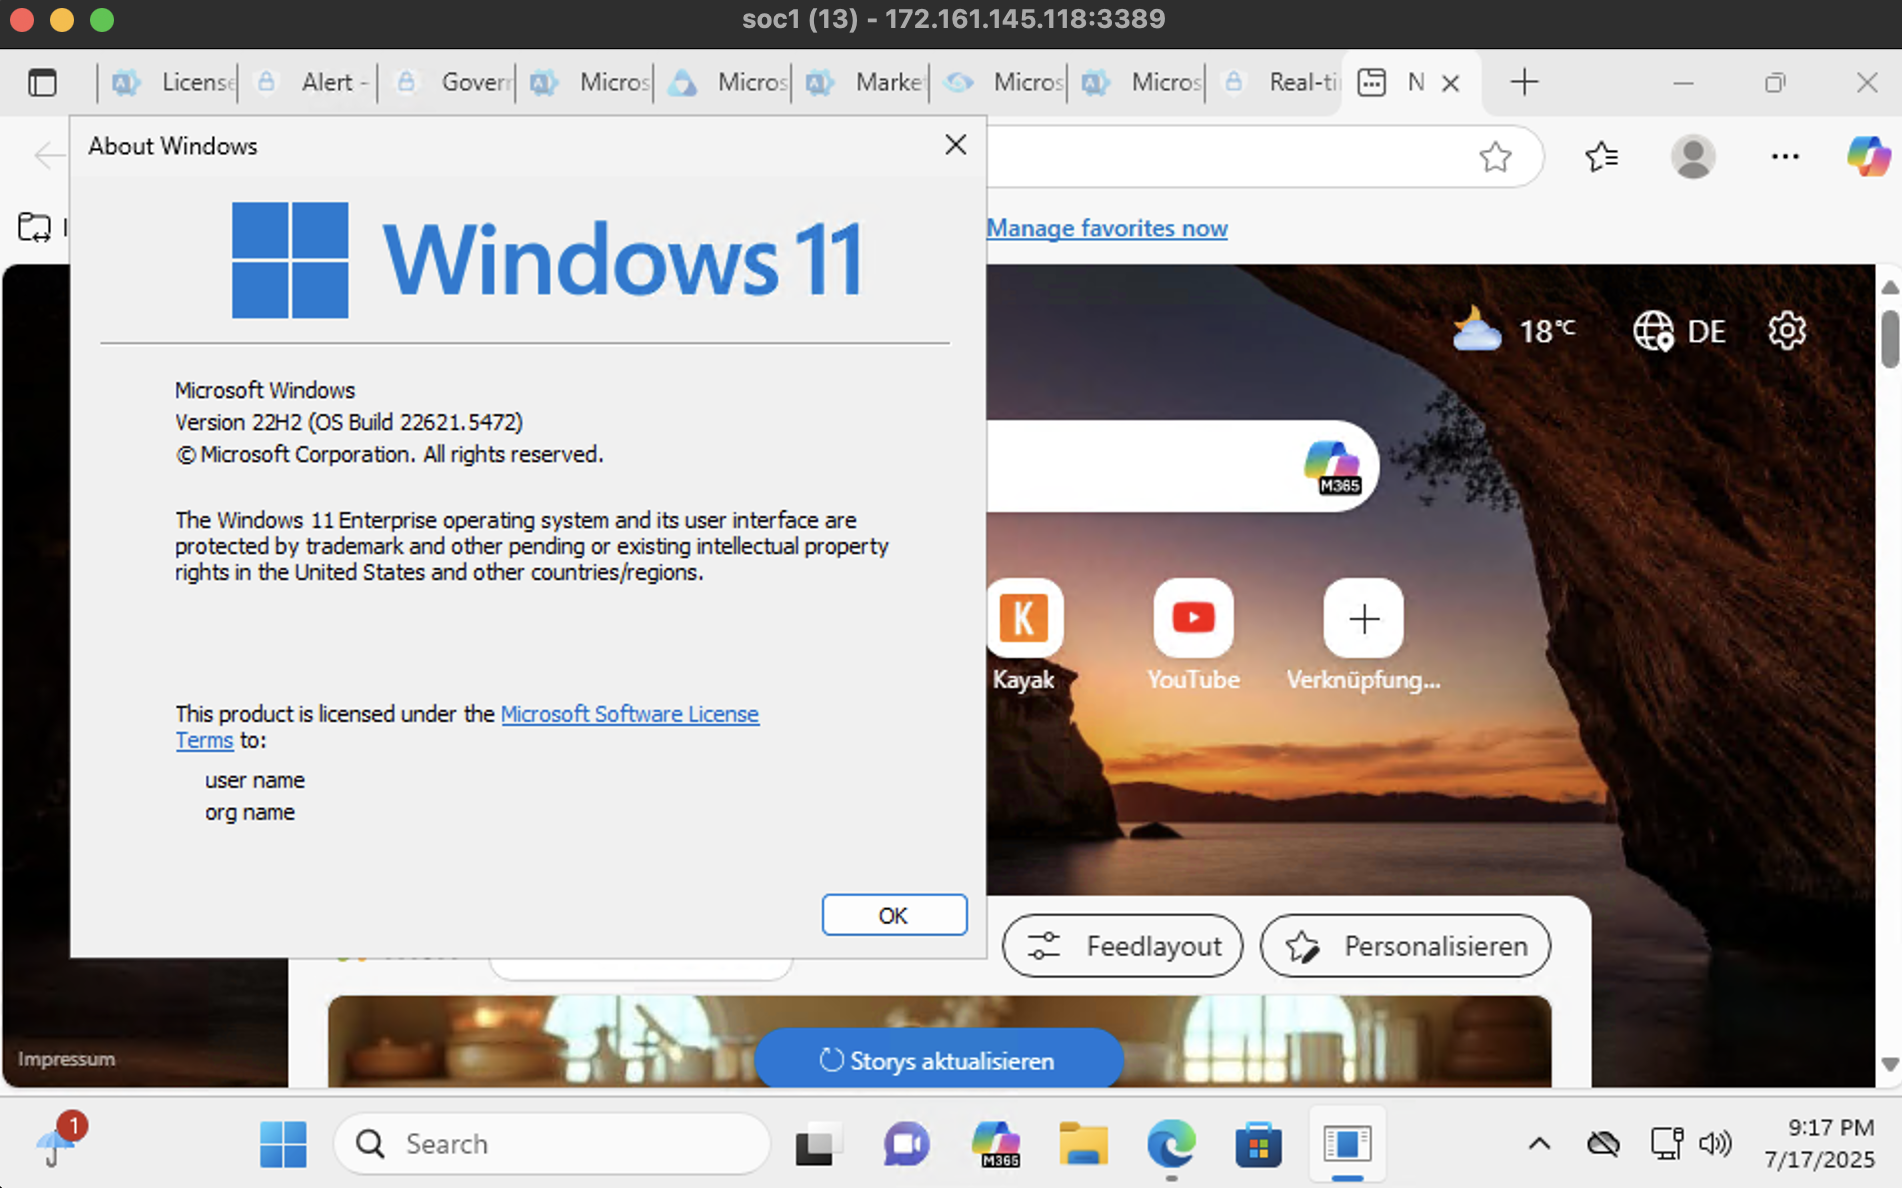 soc1 (13) - 172.161.145.118:3389
License
Alert -
Govern
Micros
Micros
Market
Micros
Micros
Real-ti
N
About Windows
Manage favorites now
Windows 11
18°C
DE
Microsoft Windows
Version 22H2 (OS Build 22621.5472)
© Microsoft Corporation. All rights reserved.
M365
The Windows 11 Enterprise operating system and its user interface are
protected by trademark and other pending or existing intellectual property
rights in the United States and other countries/regions.
K
Kayak
YouTube
Verknüpfung...
This product is licensed under the Microsoft Software License
Terms to:
user name
org name
OK
Feedlayout
Personalisieren
Impressum
Storys aktualisieren
1
Search
M365
9:17 PM
7/17/2025